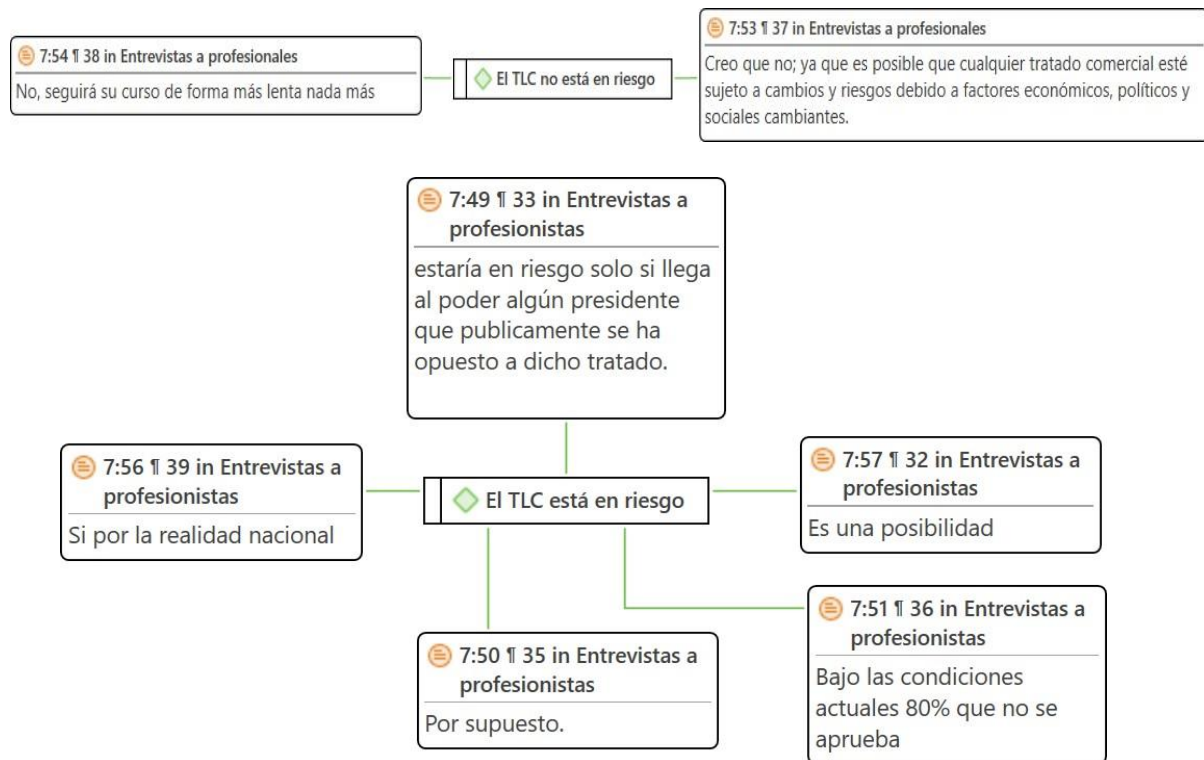 7:54 ¶ 38 in Entrevistas a profesionales
No, seguirá su curso de forma más lenta nada más
El TLC no está en riesgo
7:53 ¶ 37 in Entrevistas a profesionales
Creo que no; ya que es posible que cualquier tratado comercial esté
sujeto a cambios y riesgos debido a factores económicos, políticos y
sociales cambiantes.
7:49 ¶ 33 in Entrevistas a
profesionistas
estaría en riesgo solo si llega
al poder algún presidente
que publicamente se ha
opuesto a dicho tratado.
7:56 ¶ 39 in Entrevistas a
profesionistas
Si por la realidad nacional
El TLC está en riesgo
7:57 ¶ 32 in Entrevistas a
profesionistas
Es una posibilidad
7:50 ¶ 35 in Entrevistas a
profesionistas
Por supuesto.
7:51 ¶ 36 in Entrevistas a
profesionistas
Bajo las condiciones
actuales 80% que no se
aprueba